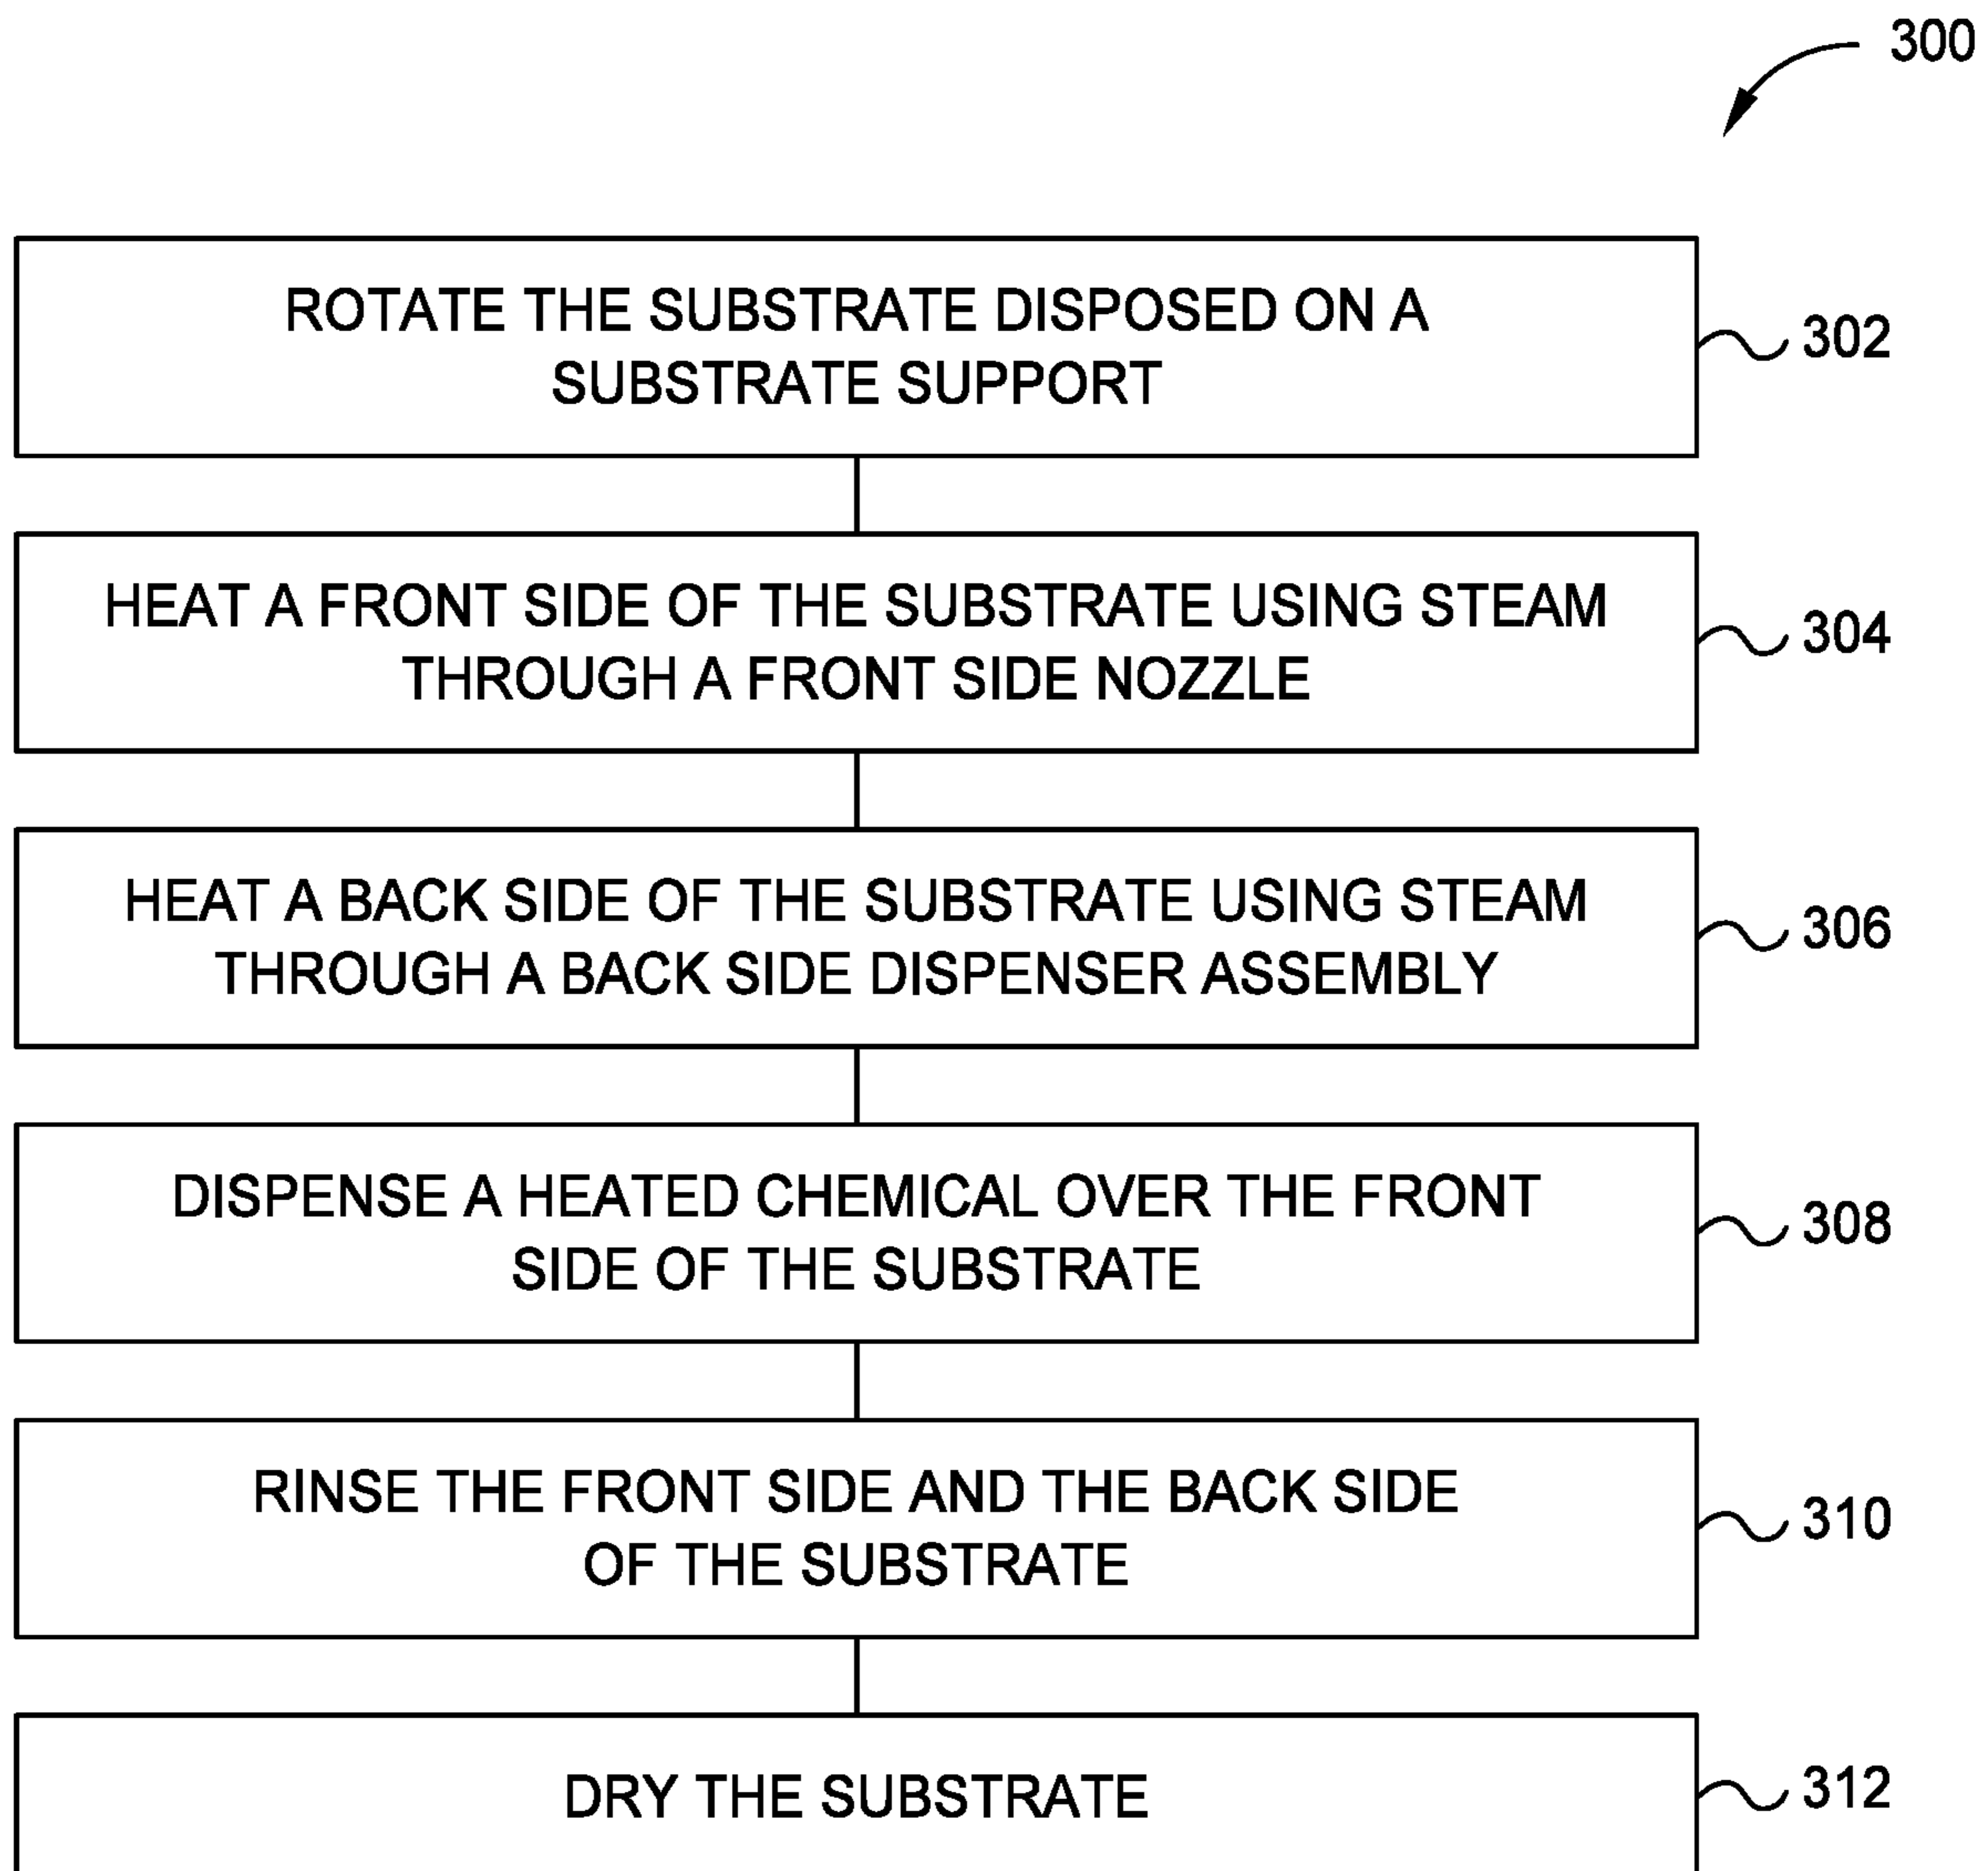 300
ROTATE THE SUBSTRATE DISPOSED ON A
SUBSTRATE SUPPORT
302
HEAT A FRONT SIDE OF THE SUBSTRATE USING STEAM
THROUGH A FRONT SIDE NOZZLE
304
HEAT A BACK SIDE OF THE SUBSTRATE USING STEAM
THROUGH A BACK SIDE DISPENSER ASSEMBLY
306
DISPENSE A HEATED CHEMICAL OVER THE FRONT
SIDE OF THE SUBSTRATE
308
RINSE THE FRONT SIDE AND THE BACK SIDE
OF THE SUBSTRATE
310
DRY THE SUBSTRATE
312